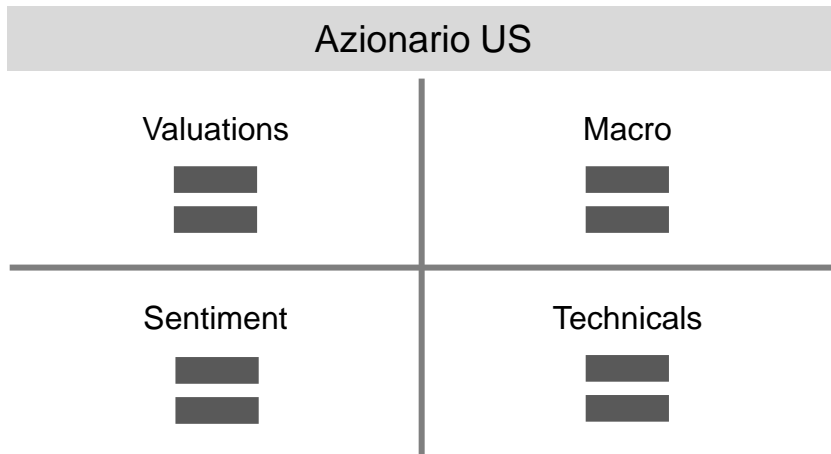 Azionario US
Valuations
Macro
Sentiment
Technicals